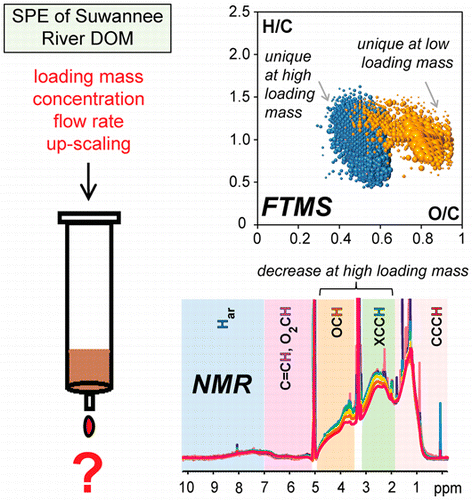 SPE of Suwannee
River DOM
loading mass
concentration
flow rate
up-scaling
?
H/C
2.5
2.0
1.5
1.0
0.5
0
unique
at high
loading
mass
unique at low
loading mass
FTMS
O/C
0 0.2 0.4 0.6 0.8 1
decrease at high loading mass
Har
C=CH, O2CH
OCH
XCCH
CCCH
NMR
10 9 8 7 6 5 4 3 2 1 ppm